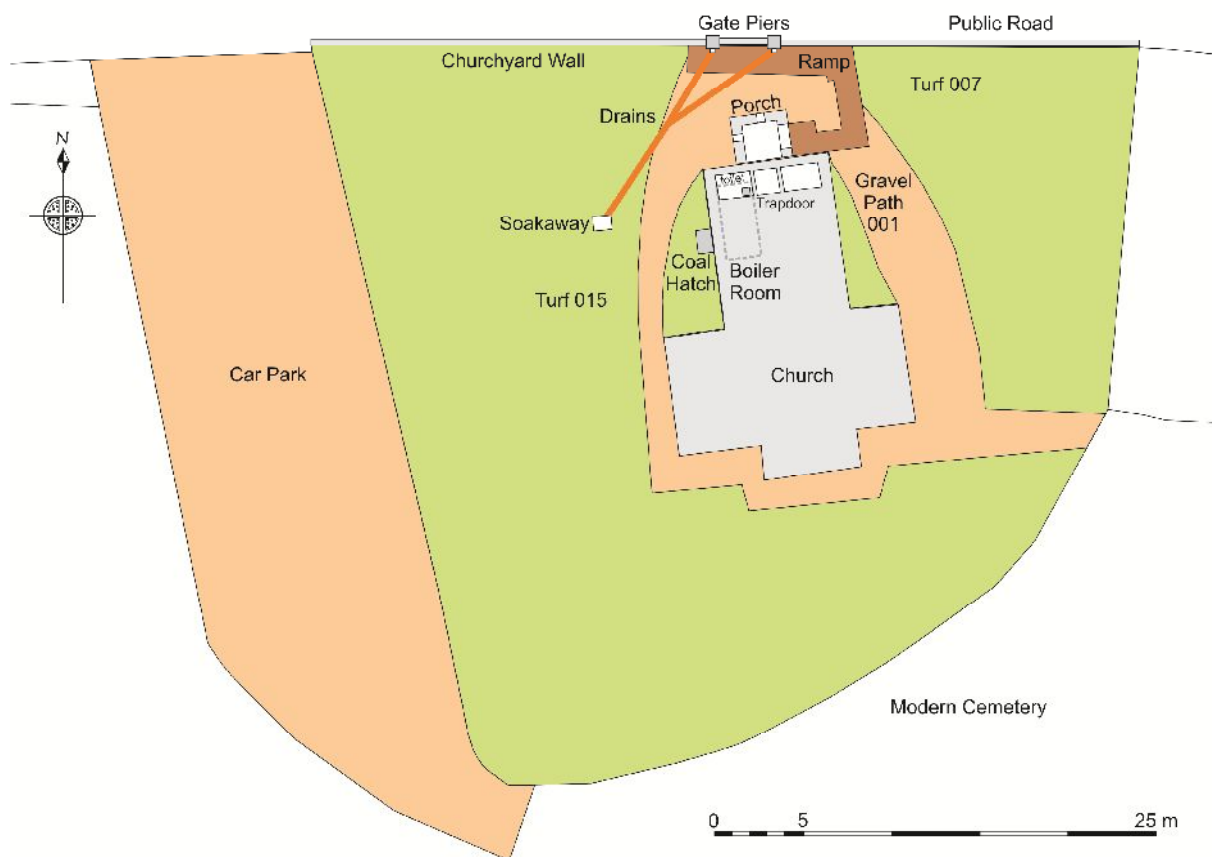 Gate Piers
Public Road
Churchyard Wall
Ramp
Turf 007
Porch
Drains
N
toilet
Trapdoor
Gravel
Path
001
Soakaway
Coal
Hatch
Boiler
Room
Turf 015
Car Park
Church
Modern Cemetery
0 5 25 m